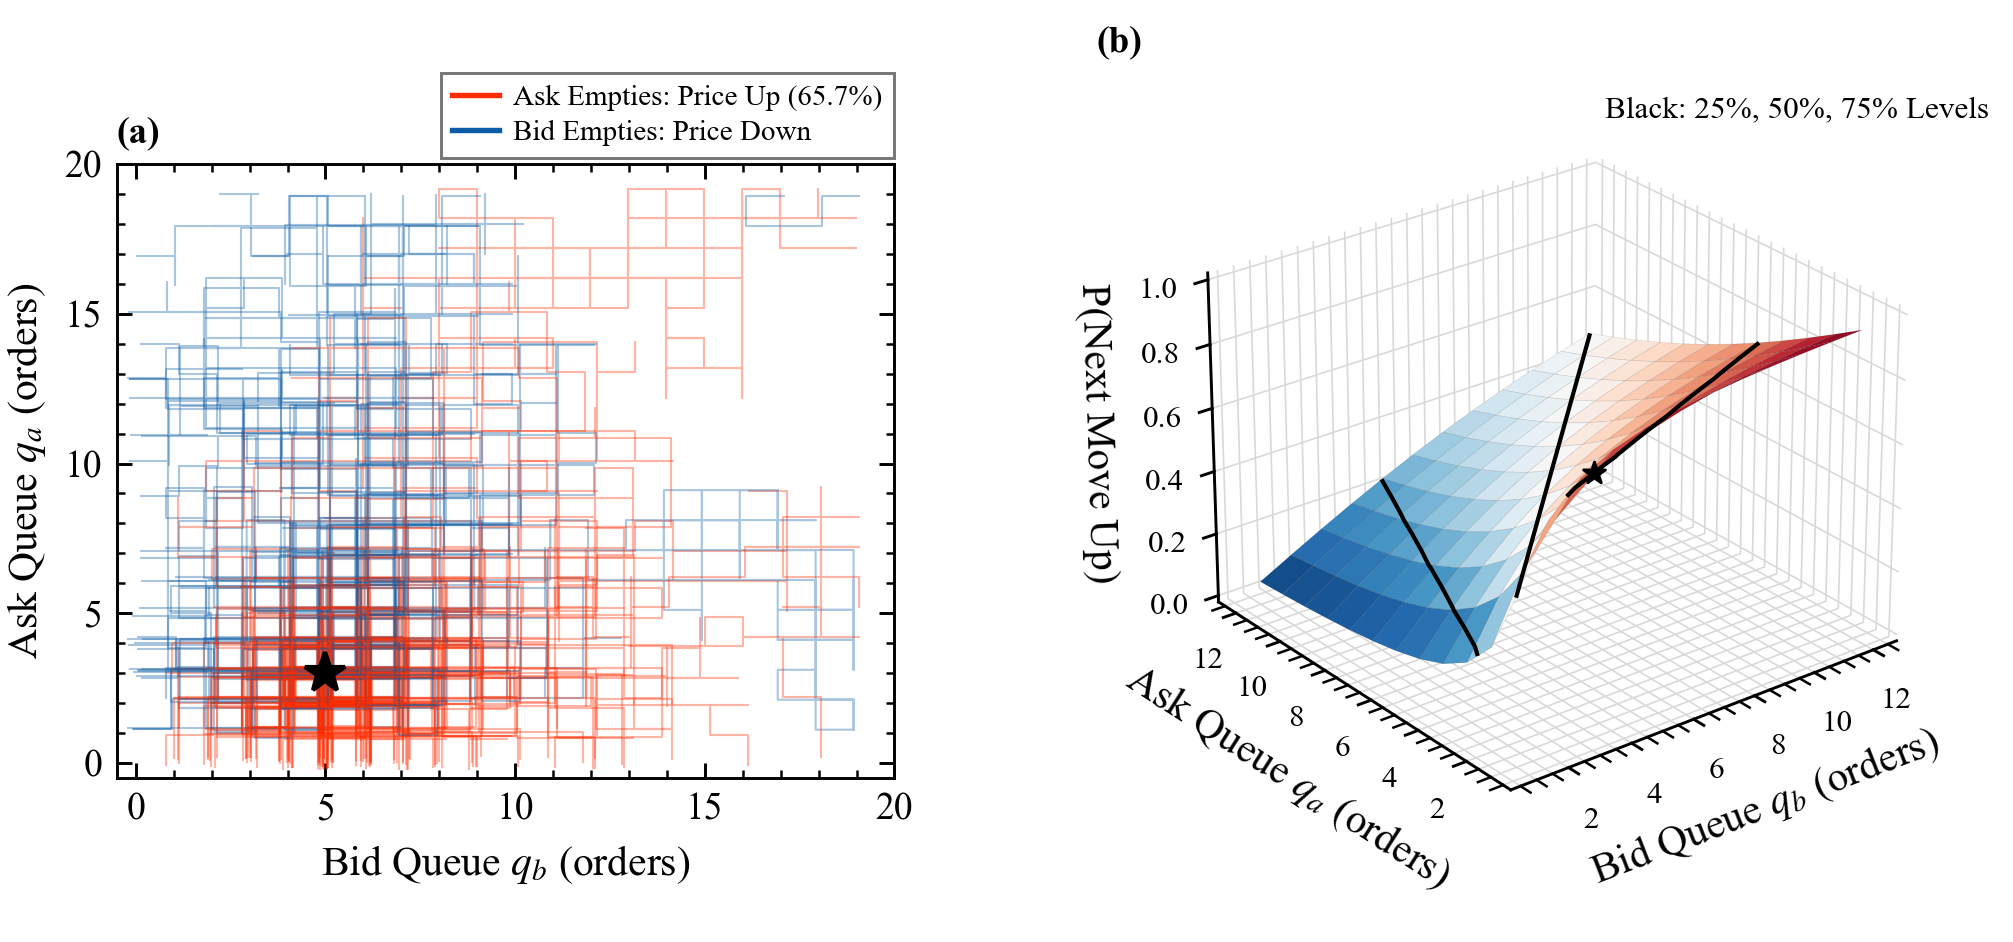 (a)
Ask Empties: Price Up (65.7%)
Bid Empties: Price Down
20
15
10
5
0
0 5 10 15 20
Ask Queue qa (orders)
Bid Queue qb (orders)
(b)
Black: 25%, 50%, 75% Levels
1.0
0.8
0.6
0.4
0.2
0.0
P(Next Move Up)
12 10 8 6 4 2
Ask Queue qa (orders)
2 4 6 8 10 12
Bid Queue qb (orders)